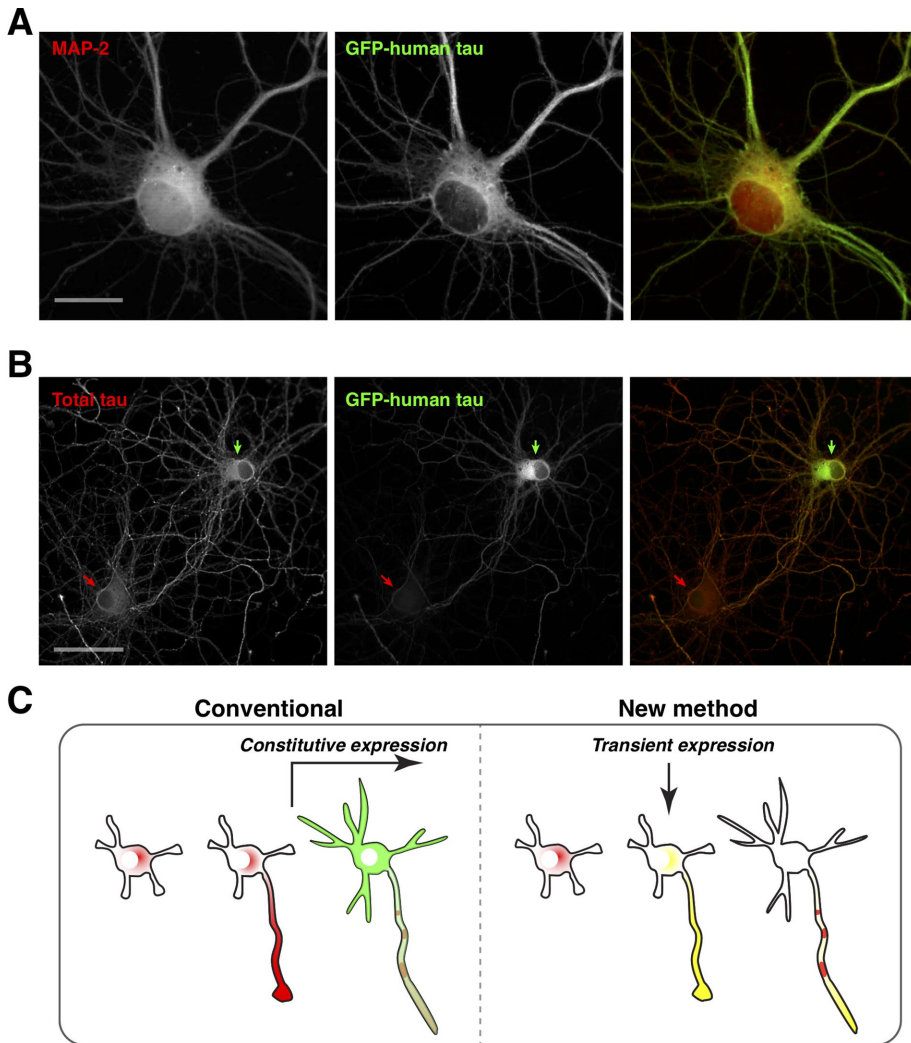 A
MAP-2
GFP-human tau
B
Total tau
GFP-human tau
C
Conventional
New method
Constitutive expression
Transient expression